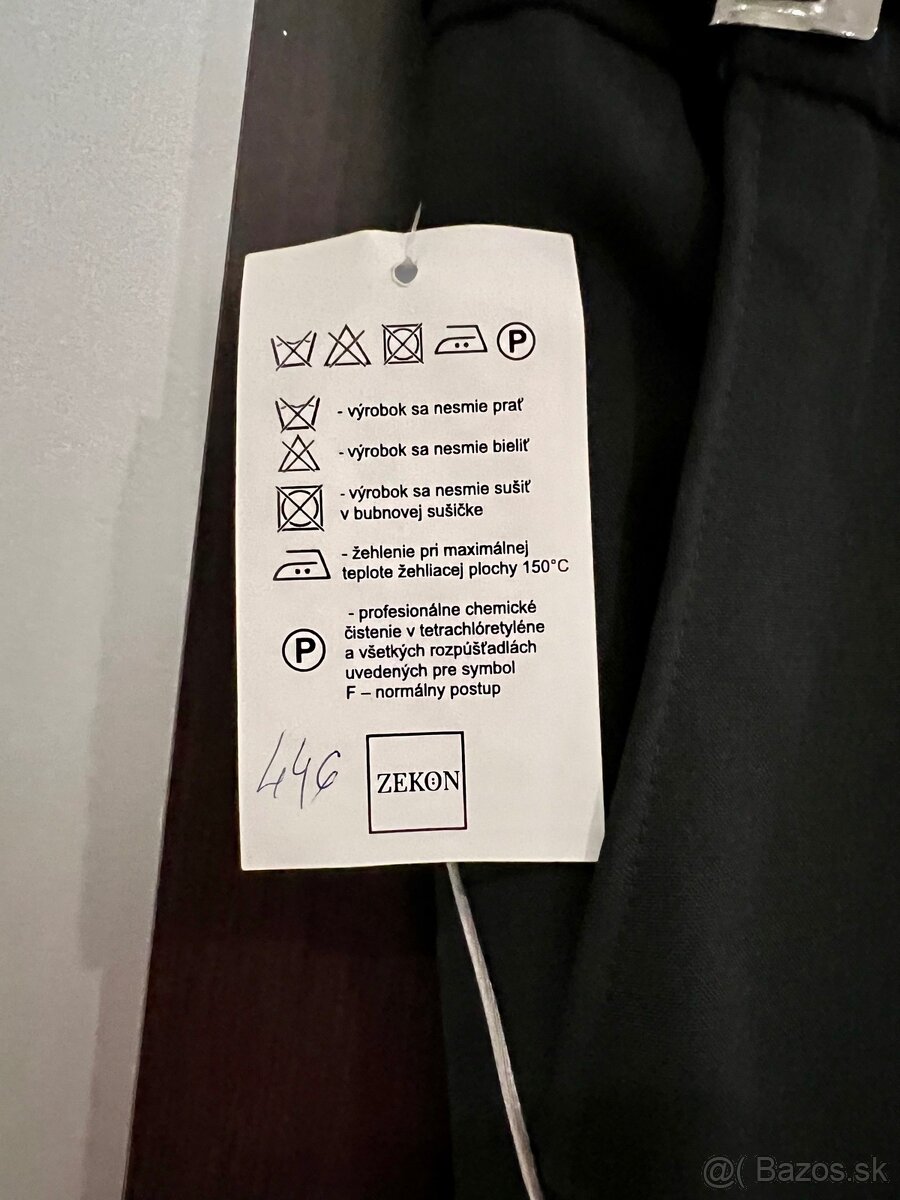 P
- výrobok sa nesmie prať
- výrobok sa nesmie bieliť
- výrobok sa nesmie sušiť
v bubnovej sušičke
- žehlenie pri maximálnej
teplote žehliacej plochy 150°C
- profesionálne chemické
čistenie v tetrachlóretyléne
P
a všetkých rozpúšťadlách
uvedených pre symbol
F – normálny postup
446
ZEKON
@( Bazos.sk